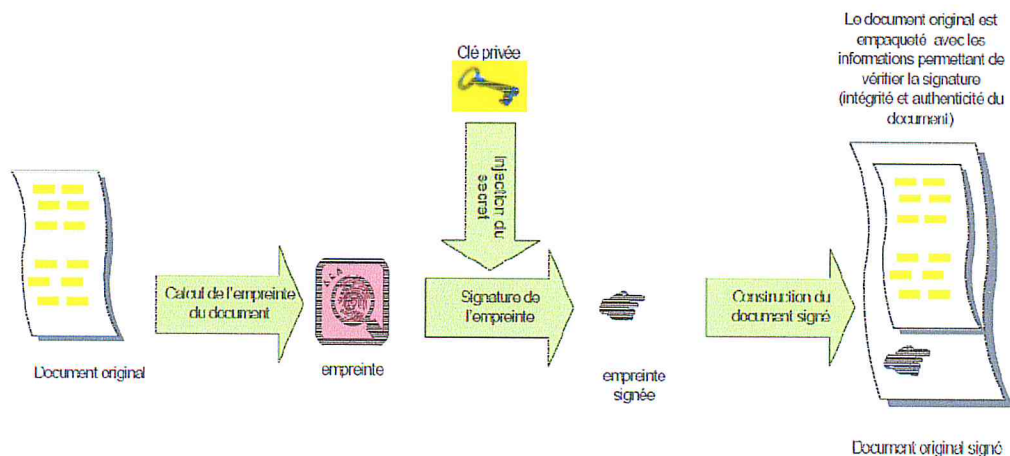 Clé privée
Injection du
secret
Document original
Calcul de l'empreinte
du document
empreinte
Signature de
l'empreinte
empreinte
signée
Construction du
document signé
Le document original est
empaqueté avec les
informations permettant de
vérifier la signature
(intégrité et authenticité du
document)
Document original signé